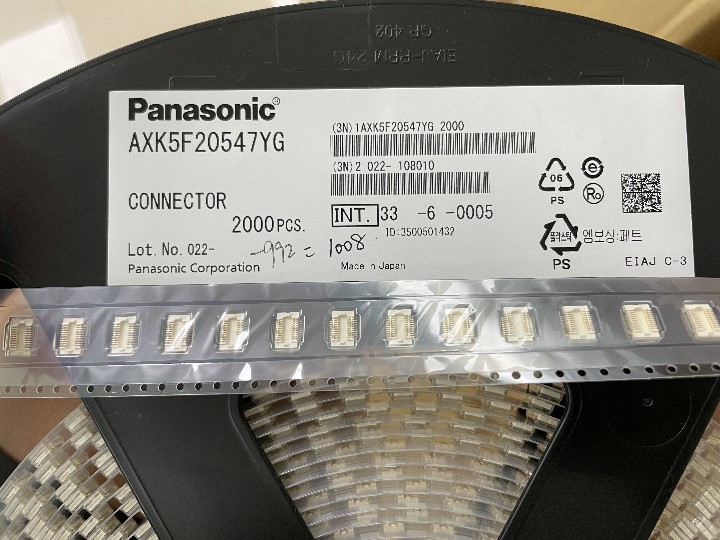 EIAJ-RRM 24G
GR 402
Panasonic®
AXK5F20547YG
(3N)1AXK5F20547YG 2000
(3N)2 022- 108010
CONNECTOR
2000PCS.
INT. 33 -6 -0005
ID:3500501432
Lot. No. 022-
-992 = 1008
Panasonic Corporation
Made in Japan
06
PS
e
Ro
플라스틱
PS
엠보싱:페트
EIAJ C-3